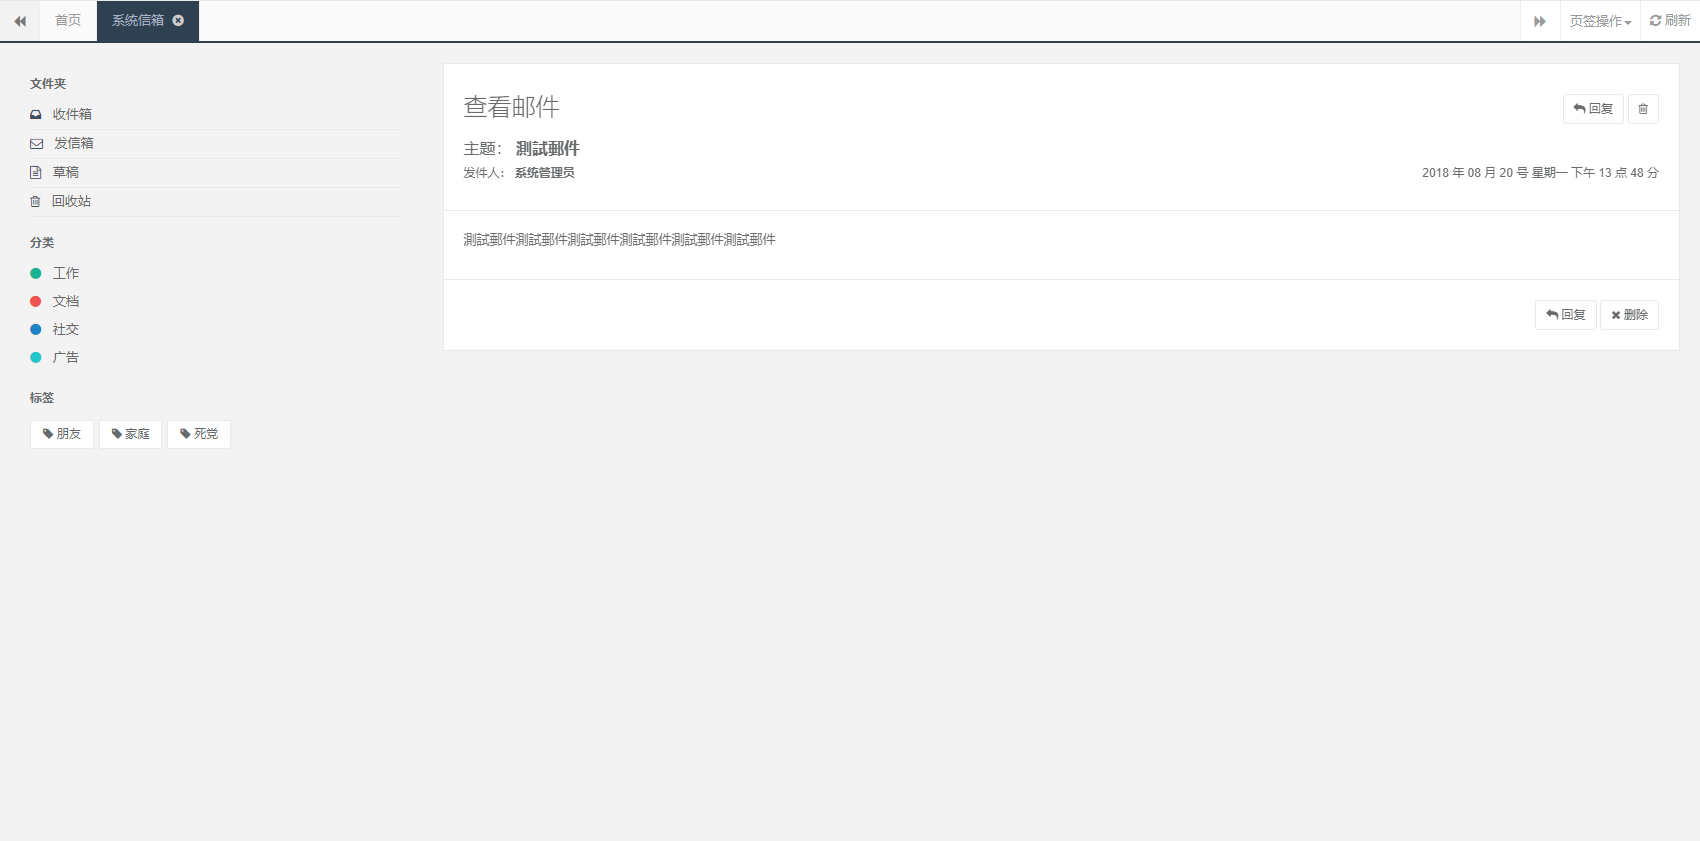 首页 系统信箱 页签操作 刷新
文件夹
收件箱
发信箱
草稿
回收站
分类
工作
文档
社交
广告
标签
朋友 家庭 死党
查看邮件 回复
主题： 測試郵件
发件人： 系统管理员 2018 年 08 月 20 号 星期一 下午 13 点 48 分
測試郵件測試郵件測試郵件測試郵件測試郵件測試郵件
回复 删除